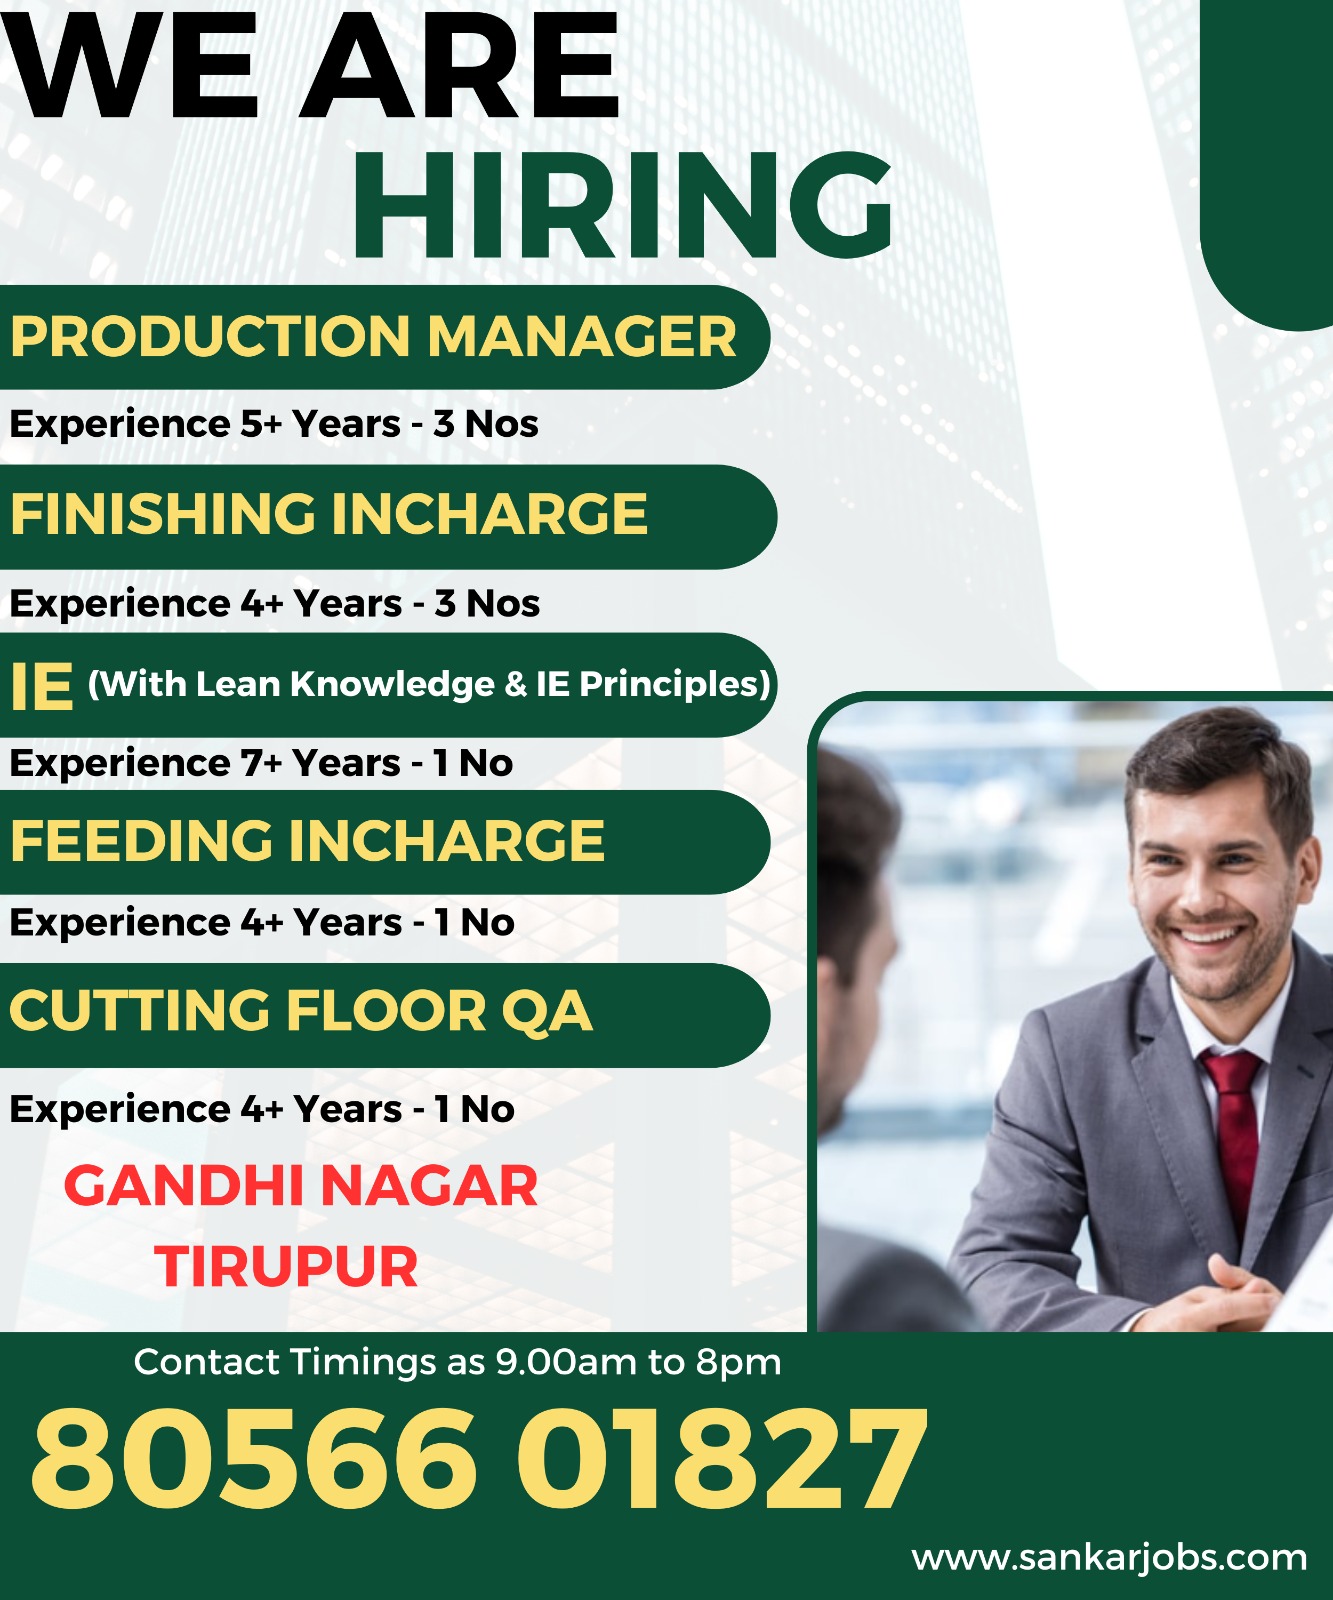 WE ARE
HIRING
PRODUCTION MANAGER
Experience 5+ Years - 3 Nos
FINISHING INCHARGE
Experience 4+ Years - 3 Nos
IE (With Lean Knowledge & IE Principles)
Experience 7+ Years - 1 No
FEEDING INCHARGE
Experience 4+ Years - 1 No
CUTTING FLOOR QA
Experience 4+ Years - 1 No
GANDHI NAGAR
TIRUPUR
Contact Timings as 9.00am to 8pm
80566 01827
www.sankarjobs.com